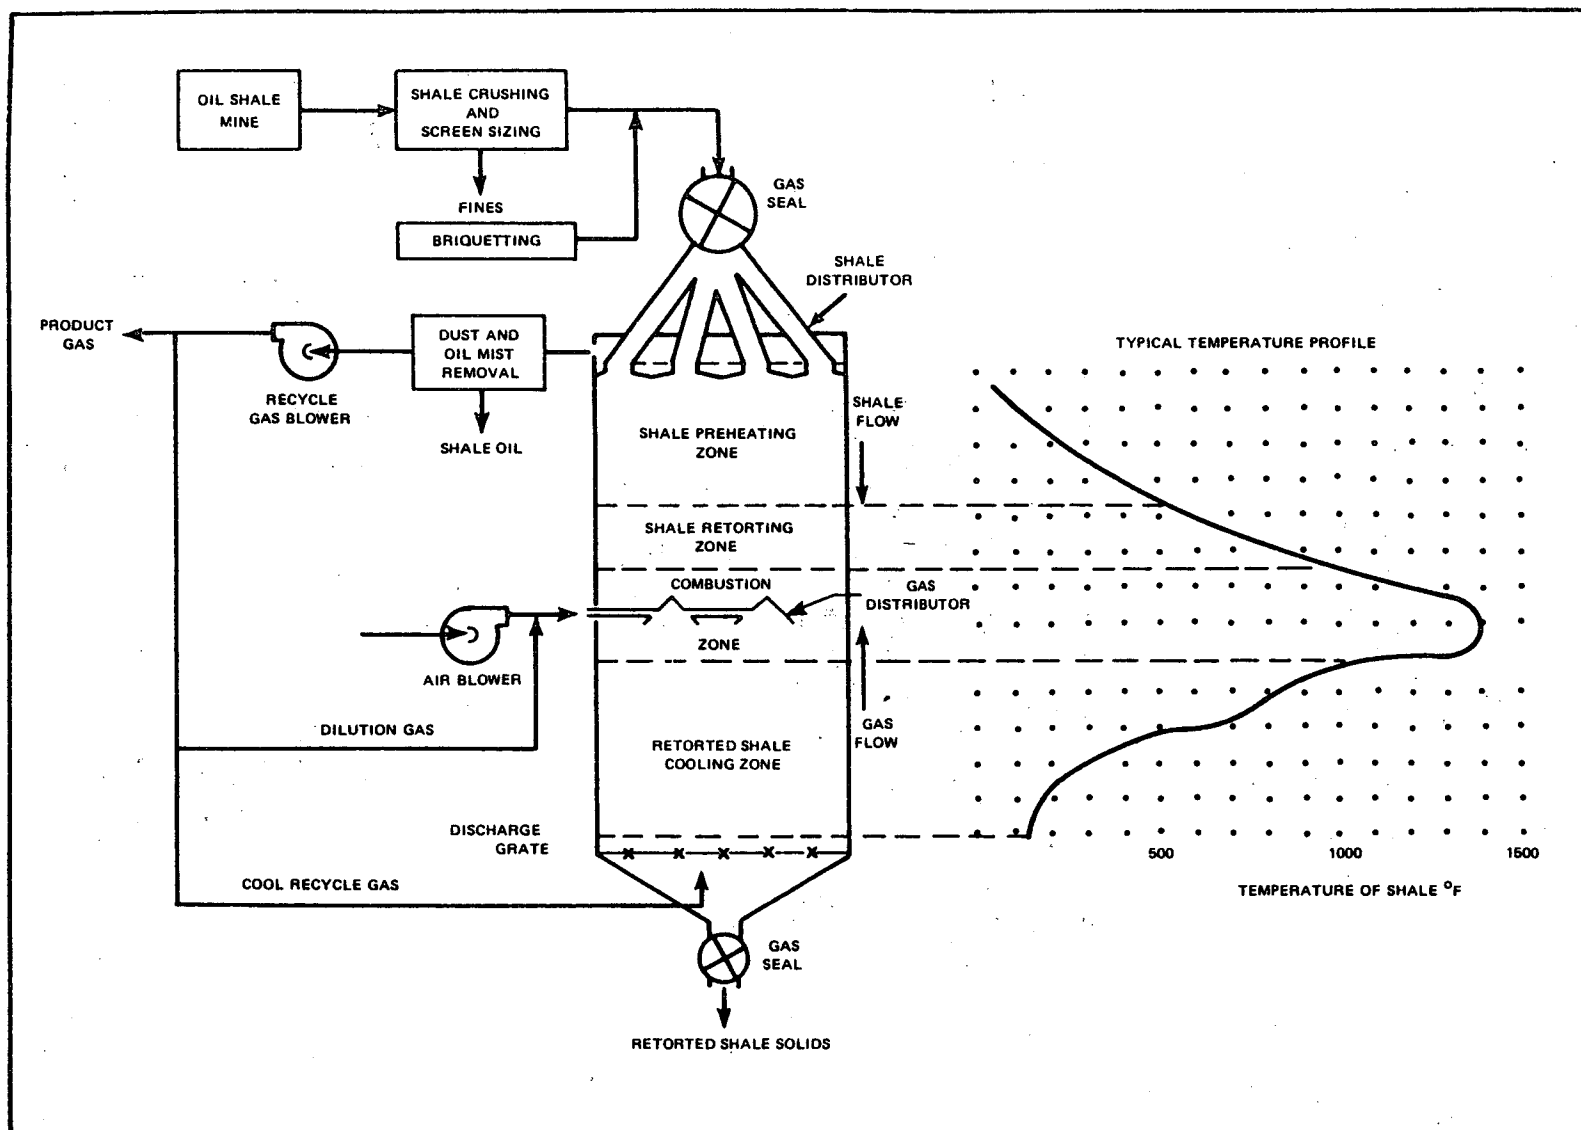 OIL SHALE
MINE
SHALE CRUSHING
AND
SCREEN SIZING
FINES
BRIQUETTING
GAS
SEAL
SHALE
DISTRIBUTOR
PRODUCT
GAS
RECYCLE
GAS BLOWER
DUST AND
OIL MIST
REMOVAL
SHALE OIL
TYPICAL TEMPERATURE PROFILE
SHALE
FLOW
SHALE PREHEATING
ZONE
SHALE RETORTING
ZONE
COMBUSTION
ZONE
GAS
DISTRIBUTOR
AIR BLOWER
DILUTION GAS
GAS
FLOW
RETORTED SHALE
COOLING ZONE
DISCHARGE
GRATE
COOL RECYCLE GAS
500
1000
1500
TEMPERATURE OF SHALE °F
GAS
SEAL
RETORTED SHALE SOLIDS